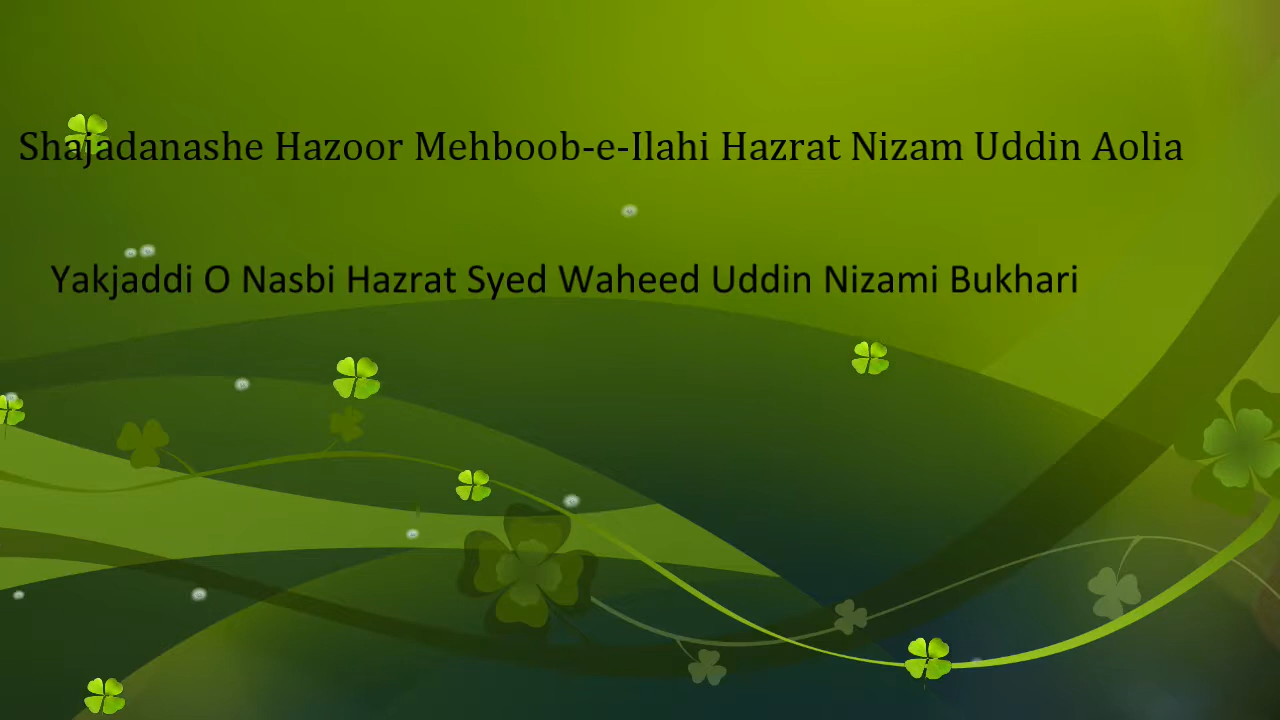 Shajadanashe Hazoor Mehboob-e-Ilahi Hazrat Nizam Uddin Aolia
Yakjaddi O Nasbi Hazrat Syed Waheed Uddin Nizami Bukhari